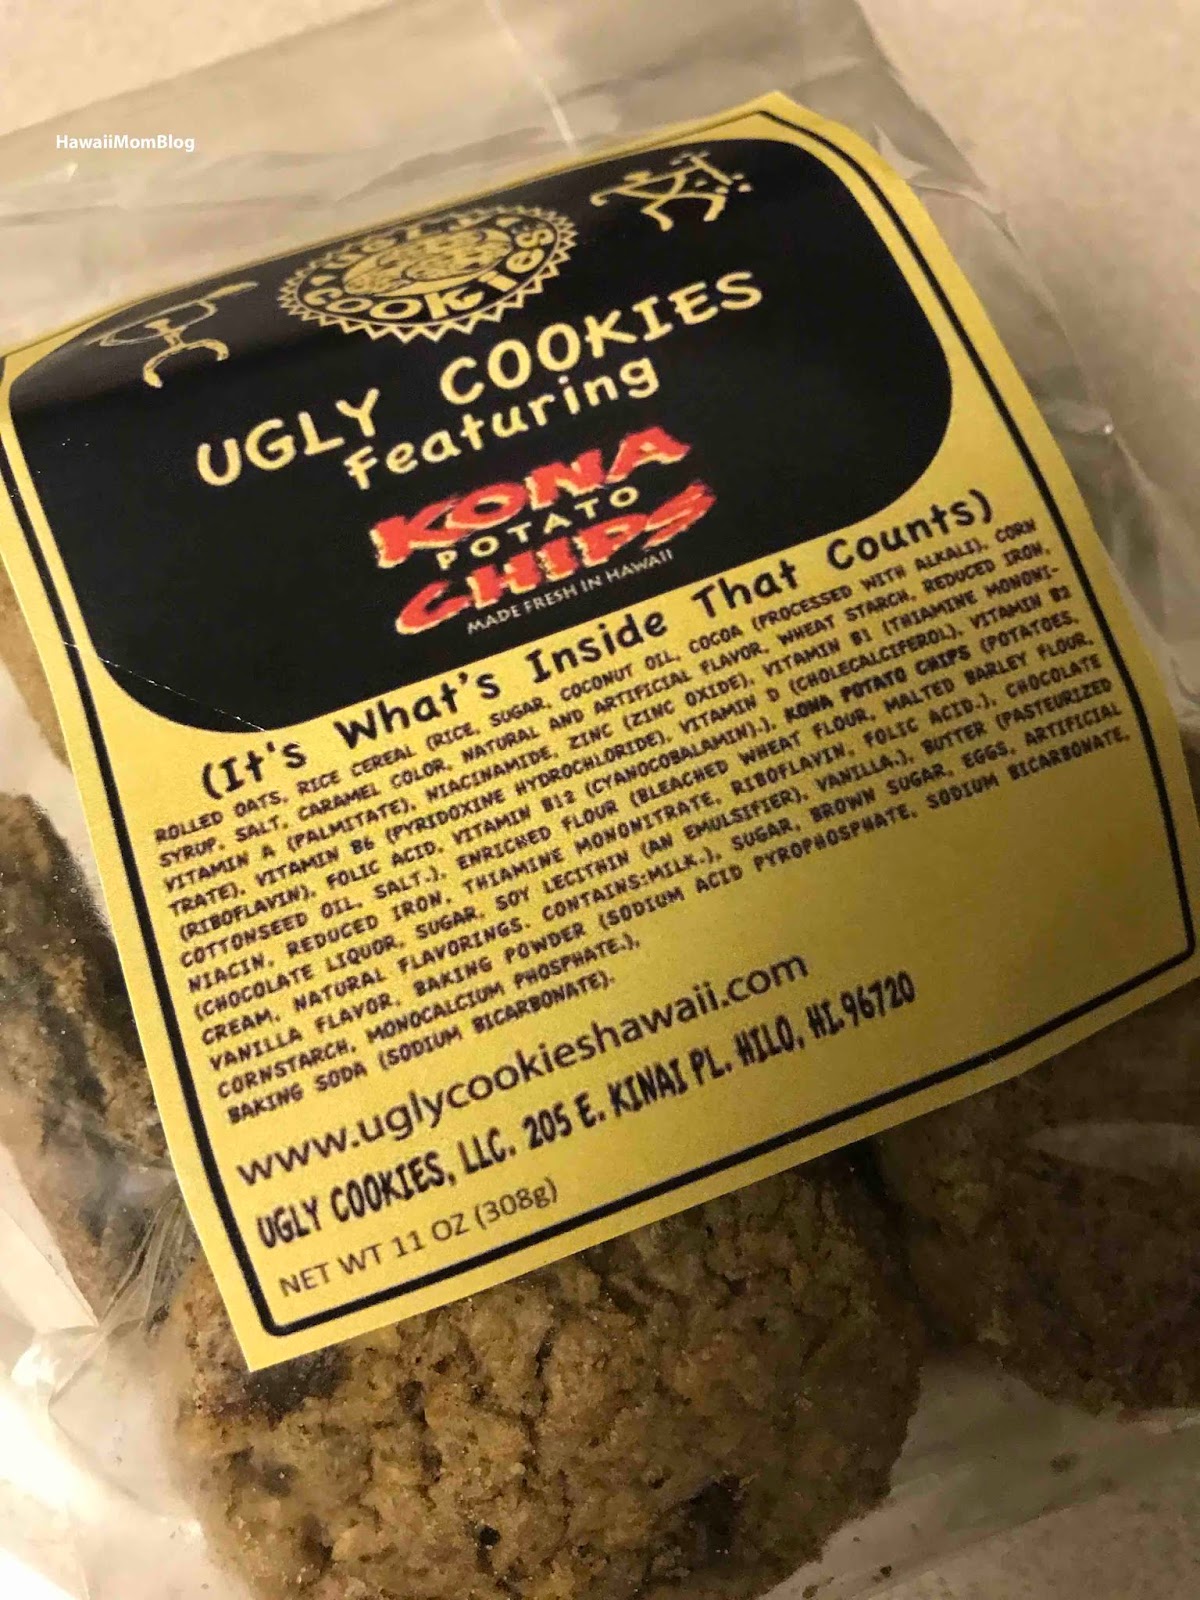 HawaiiMomBlog
UGLY
COOKIES
UGLY COOKIES
Featuring
KONA
POTATO
CHIPS
MADE FRESH IN HAWAII
(It's What's Inside That Counts)
ROLLED OATS, RICE CEREAL (RICE, SUGAR, COCONUT OIL, COCOA (PROCESSED WITH ALKALI), CORN
SYRUP, SALT, CARAMEL COLOR, NATURAL AND ARTIFICIAL FLAVOR, WHEAT STARCH, REDUCED IRON,
VITAMIN A (PALMITATE), NIACINAMIDE, ZINC (ZINC OXIDE), VITAMIN B1 (THIAMINE MONONI-
TRATE), VITAMIN B6 (PYRIDOXINE HYDROCHLORIDE), VITAMIN D (CHOLECALCIFEROL), VITAMIN B2
(RIBOFLAVIN), FOLIC ACID, VITAMIN B12 (CYANOCOBALAMIN).), KONA POTATO CHIPS (POTATOES,
COTTONSEED OIL, SALT.), ENRICHED FLOUR (BLEACHED WHEAT FLOUR, MALTED BARLEY FLOUR,
NIACIN, REDUCED IRON, THIAMINE MONONITRATE, RIBOFLAVIN, FOLIC ACID.), CHOCOLATE
(CHOCOLATE LIQUOR, SUGAR, SOY LECITHIN (AN EMULSIFIER), VANILLA.), BUTTER (PASTEURIZED
CREAM, NATURAL FLAVORINGS. CONTAINS:MILK.), SUGAR, BROWN SUGAR, EGGS, ARTIFICIAL
VANILLA FLAVOR, BAKING POWDER (SODIUM ACID PYROPHOSPHATE, SODIUM BICARBONATE,
CORNSTARCH, MONOCALCIUM PHOSPHATE.),
BAKING SODA (SODIUM BICARBONATE).
www.uglycookieshawaii.com
UGLY COOKIES, LLC. 205 E. KINAI PL. HILO, HI.96720
NET WT 11 OZ (308g)